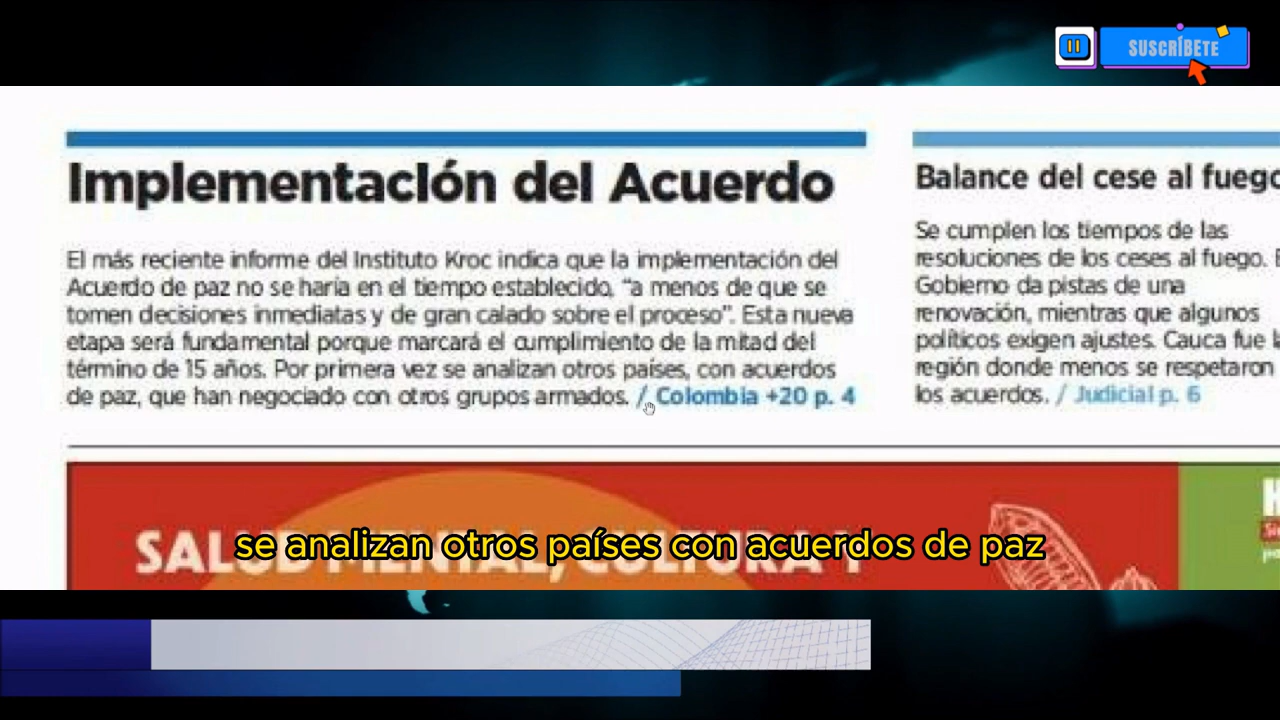 SUSCRÍBETE
Implementación del Acuerdo
El más reciente informe del Instituto Kroc indica que la implementación del
Acuerdo de paz no se haría en el tiempo establecido, “a menos de que se
tomen decisiones inmediatas y de gran calado sobre el proceso”. Esta nueva
etapa será fundamental porque marcará el cumplimiento de la mitad del
término de 15 años. Por primera vez se analizan otros países, con acuerdos
de paz, que han negociado con otros grupos armados. / Colombia +20 p. 4
Balance del cese al fuego
Se cumplen los tiempos de las
resoluciones de los ceses al fuego.
Gobierno da pistas de una
renovación, mientras que algunos
políticos exigen ajustes. Cauca fue
región donde menos se respetaron
los acuerdos. / Judicial p. 6
SALUD MENTAL, CULTURA Y
se analizan otros países con acuerdos de paz